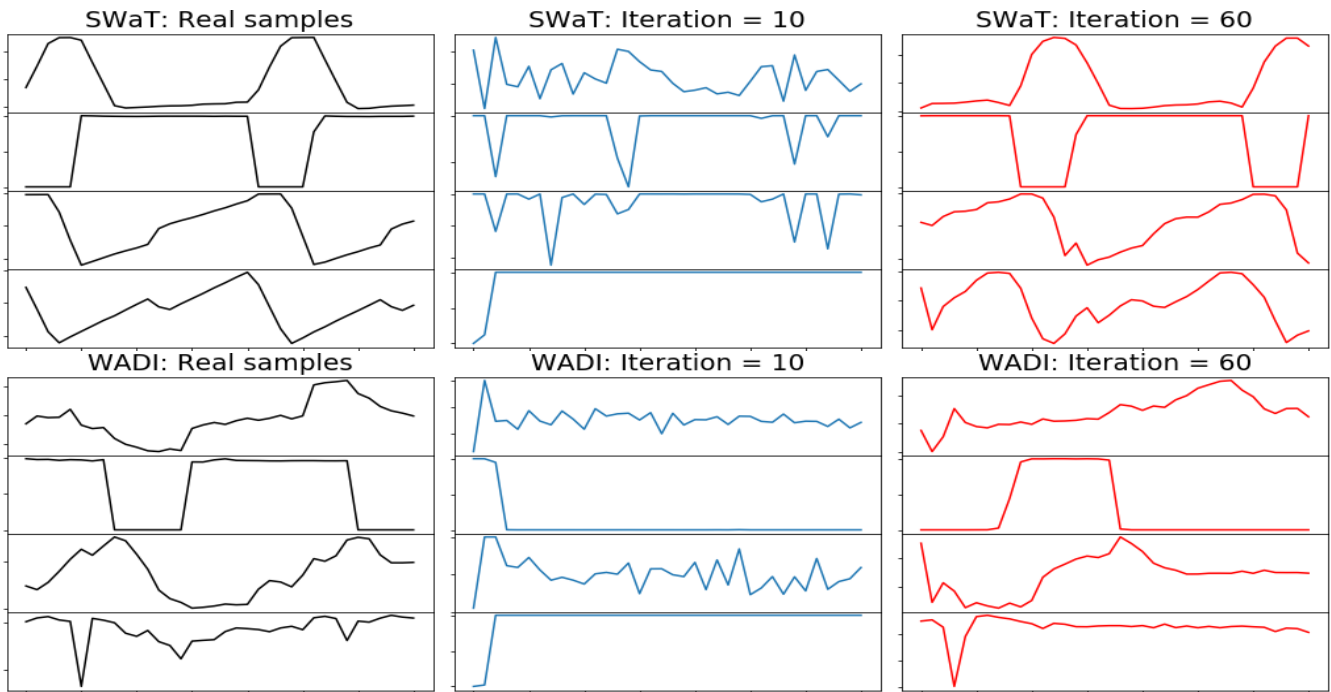 SWaT: Real samples
SWaT: Iteration = 10
SWaT: Iteration = 60
WADI: Real samples
WADI: Iteration = 10
WADI: Iteration = 60